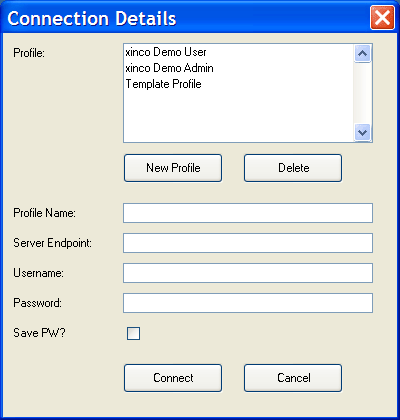 Connection Details
Profile:
xinco Demo User
xinco Demo Admin
Template Profile
New Profile Delete
Profile Name:
Server Endpoint:
Username:
Password:
Save PW?
Connect Cancel